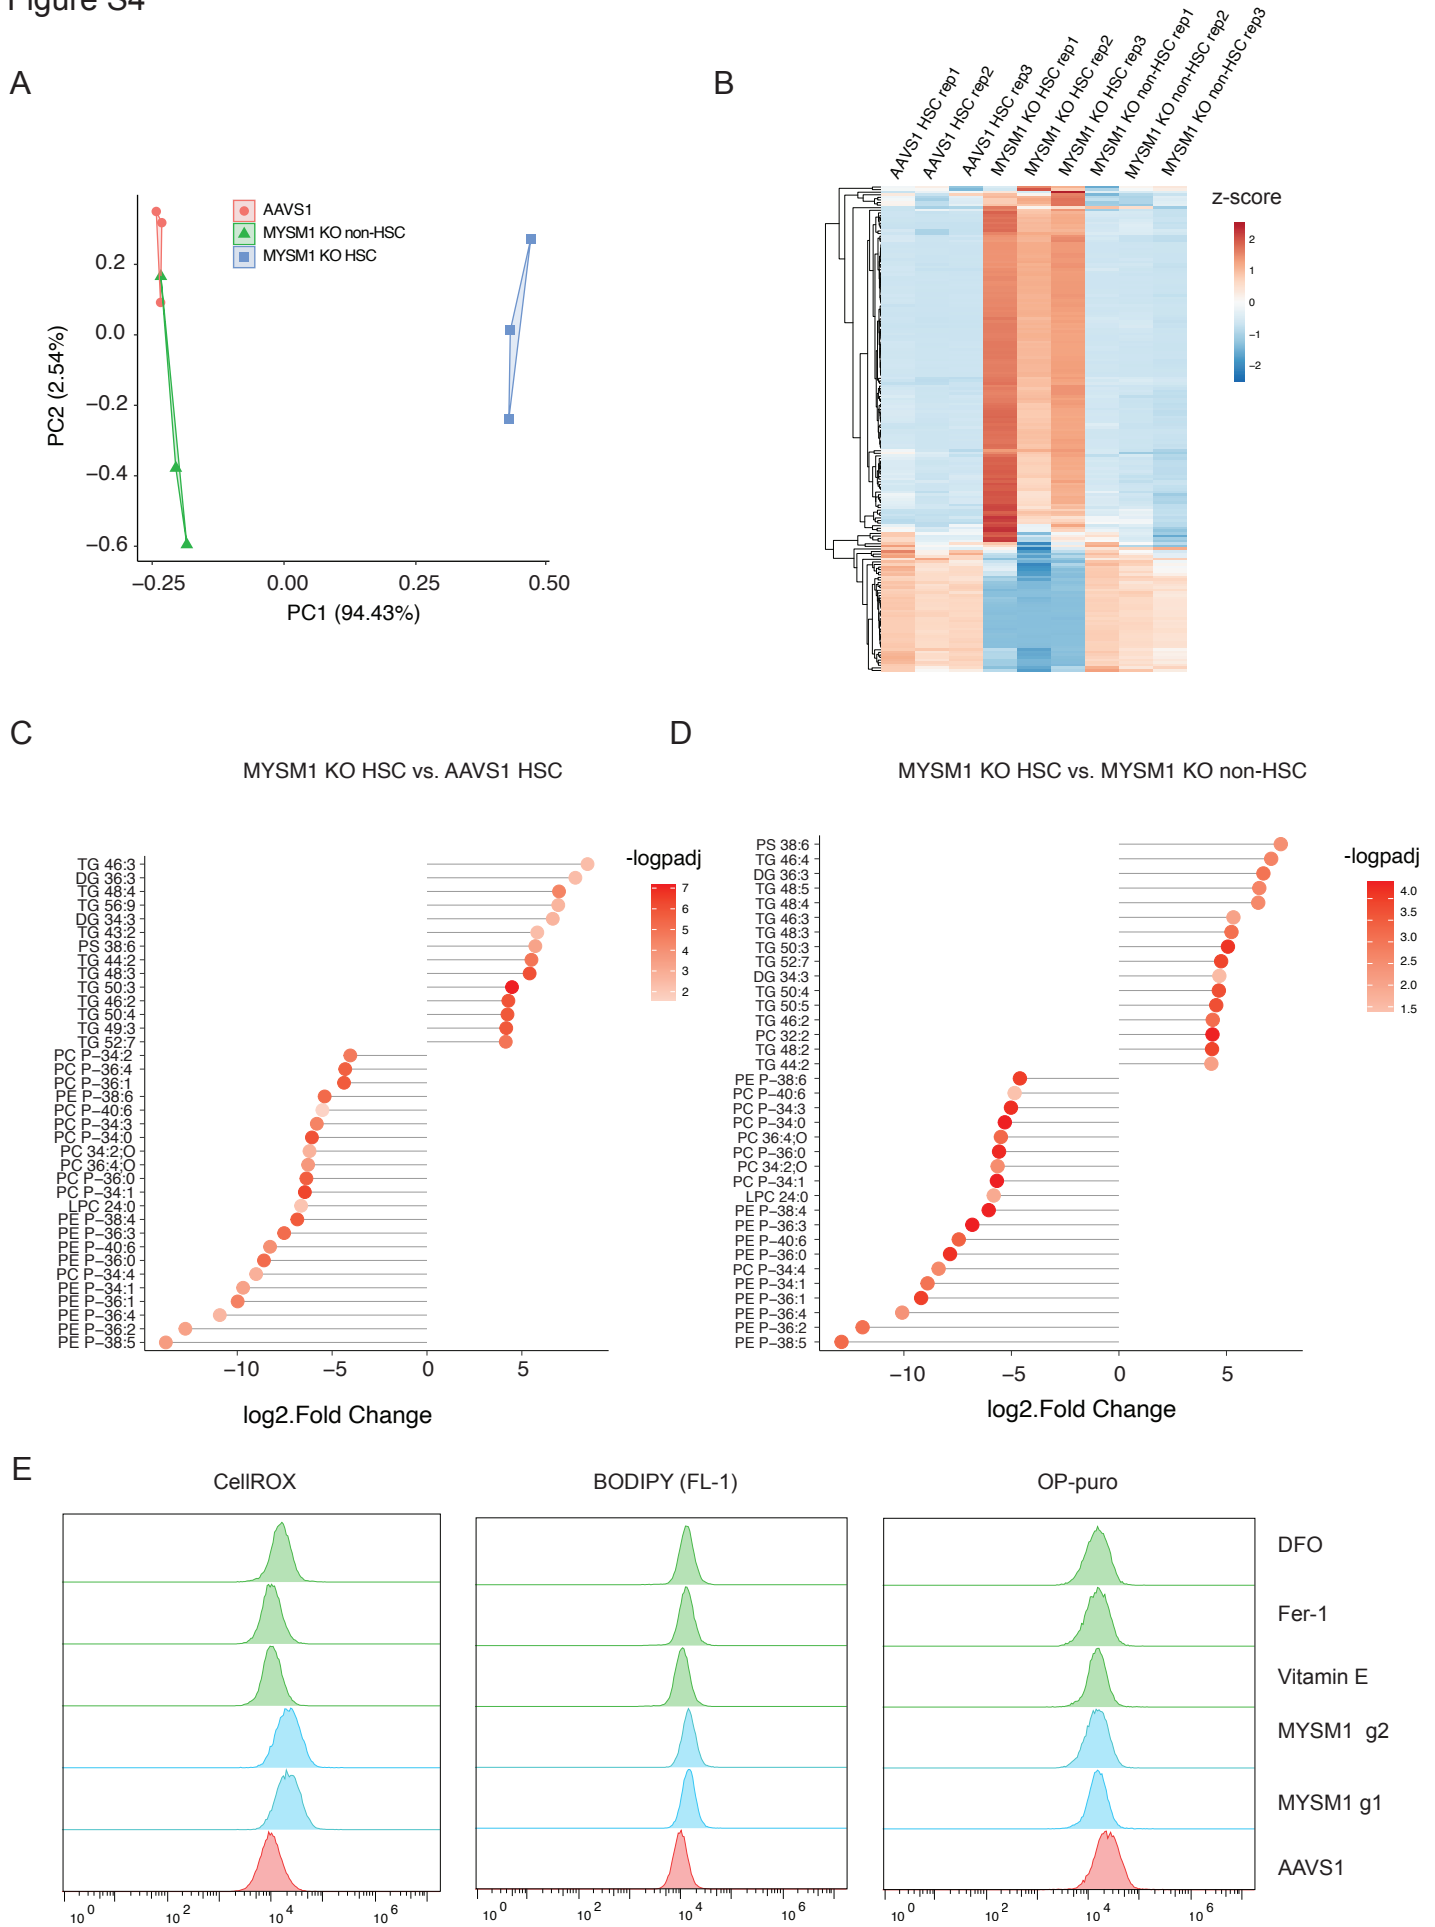 Figure S4
A
AAVS1
MYSM1 KO non-HSC
MYSM1 KO HSC
0.2
0.0
−0.2
−0.4
−0.6
PC2 (2.54%)
−0.25
0.00
0.25
0.50
PC1 (94.43%)
B
AAVS1 HSC rep1
AAVS1 HSC rep2
AAVS1 HSC rep3
MYSM1 KO HSC rep1
MYSM1 KO HSC rep2
MYSM1 KO HSC rep3
MYSM1 KO non-HSC rep1
MYSM1 KO non-HSC rep2
MYSM1 KO non-HSC rep3
z-score
2
1
0
−1
−2
C
MYSM1 KO HSC vs. AAVS1 HSC
TG 46:3
DG 36:3
TG 48:4
TG 56:9
DG 34:3
TG 43:2
PS 38:6
TG 44:2
TG 48:3
TG 50:3
TG 46:2
TG 50:4
TG 49:3
TG 52:7
PC P−34:2
PC P−36:4
PC P−36:1
PE P−38:6
PC P−40:6
PC P−34:3
PC P−34:0
PC 34:2;O
PC 36:4;O
PC P−36:0
PC P−34:1
LPC 24:0
PE P−38:4
PE P−36:3
PE P−40:6
PE P−36:0
PC P−34:4
PE P−34:1
PE P−36:1
PE P−36:4
PE P−36:2
PE P−38:5
−10
−5
0
5
log2.Fold Change
-logpadj
7
6
5
4
3
2
D
MYSM1 KO HSC vs. MYSM1 KO non-HSC
PS 38:6
TG 46:4
DG 36:3
TG 48:5
TG 48:4
TG 46:3
TG 48:3
TG 50:3
TG 52:7
DG 34:3
TG 50:4
TG 50:5
TG 46:2
PC 32:2
TG 48:2
TG 44:2
PE P−38:6
PC P−40:6
PC P−34:3
PC P−34:0
PC 36:4;O
PC P−36:0
PC 34:2;O
PC P−34:1
LPC 24:0
PE P−38:4
PE P−36:3
PE P−40:6
PE P−36:0
PC P−34:4
PE P−34:1
PE P−36:1
PE P−36:4
PE P−36:2
PE P−38:5
−10
−5
0
5
log2.Fold Change
-logpadj
4.0
3.5
3.0
2.5
2.0
1.5
E
CellROX
BODIPY (FL-1)
OP-puro
DFO
Fer-1
Vitamin E
MYSM1 g2
MYSM1 g1
AAVS1
10^0 10^2 10^4 10^6
10^0 10^2 10^4 10^6
10^0 10^2 10^4 10^6